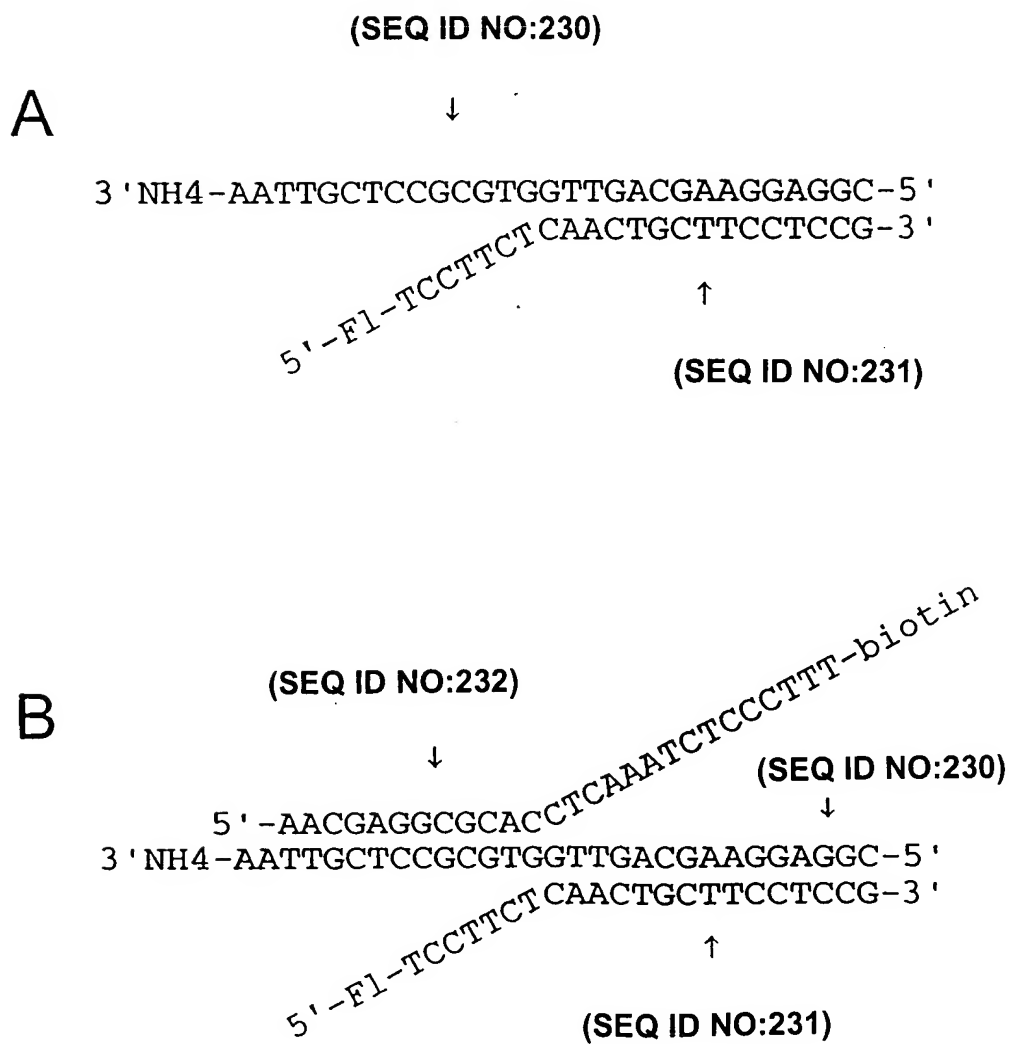 (SEQ ID NO:230)
A
↓
3'NH4-AATTGCTCCGCGTGGTTGACGAAGGAGGC-5'
CAACTGCTTCCTCCG-3'
5'-Fl-TCCTTCT
↑
(SEQ ID NO:231)
(SEQ ID NO:232)
CTCAAATCTCCCTTT-biotin
B
↓
(SEQ ID NO:230)
↓
5'-AACGAGGCGCAC
3'NH4-AATTGCTCCGCGTGGTTGACGAAGGAGGC-5'
CAACTGCTTCCTCCG-3'
5'-Fl-TCCTTCT
↑
(SEQ ID NO:231)